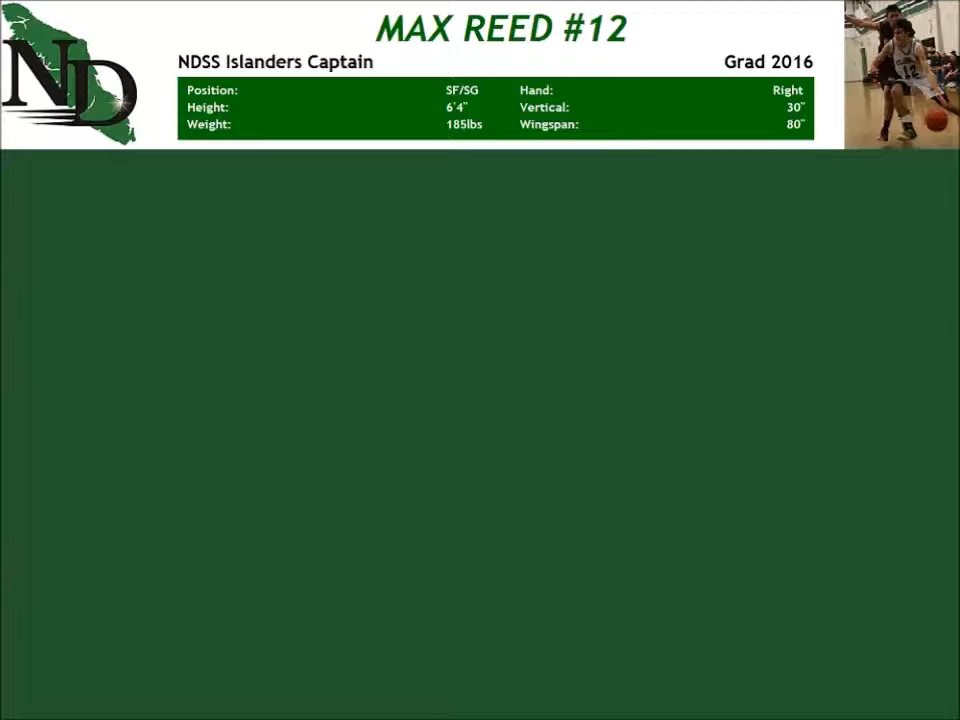 MAX REED #12
NDSS Islanders Captain Grad 2016
Position: SF/SG Hand: Right
Height: 6'4" Vertical: 30"
Weight: 185lbs Wingspan: 80"
ND
12